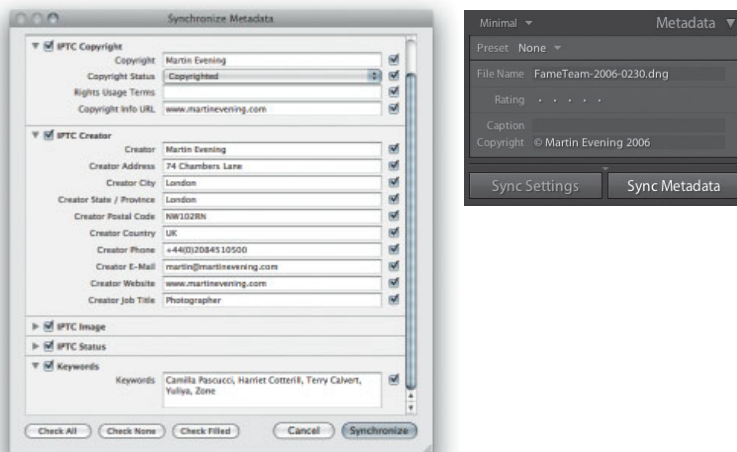 Synchronize Metadata
IPTC Copyright
Copyright Martin Evening
Copyright Status Copyrighted
Rights Usage Terms
Copyright Info URL www.martinevening.com
IPTC Creator
Creator Martin Evening
Creator Address 74 Chambers Lane
Creator City London
Creator State / Province London
Creator Postal Code NW102RN
Creator Country UK
Creator Phone +44(0)2084510500
Creator E-Mail martin@martinevening.com
Creator Website www.martinevening.com
Creator Job Title Photographer
IPTC Image
IPTC Status
Keywords
Keywords Camilla Pascucci, Harriet Cotterill, Terry Calvert,
Yuliya, Zone
Check All Check None Check Filled Cancel Synchronize
Minimal Metadata
Preset None
File Name FameTeam-2006-0230.dng
Rating . . . . .
Caption
Copyright © Martin Evening 2006
Sync Settings Sync Metadata